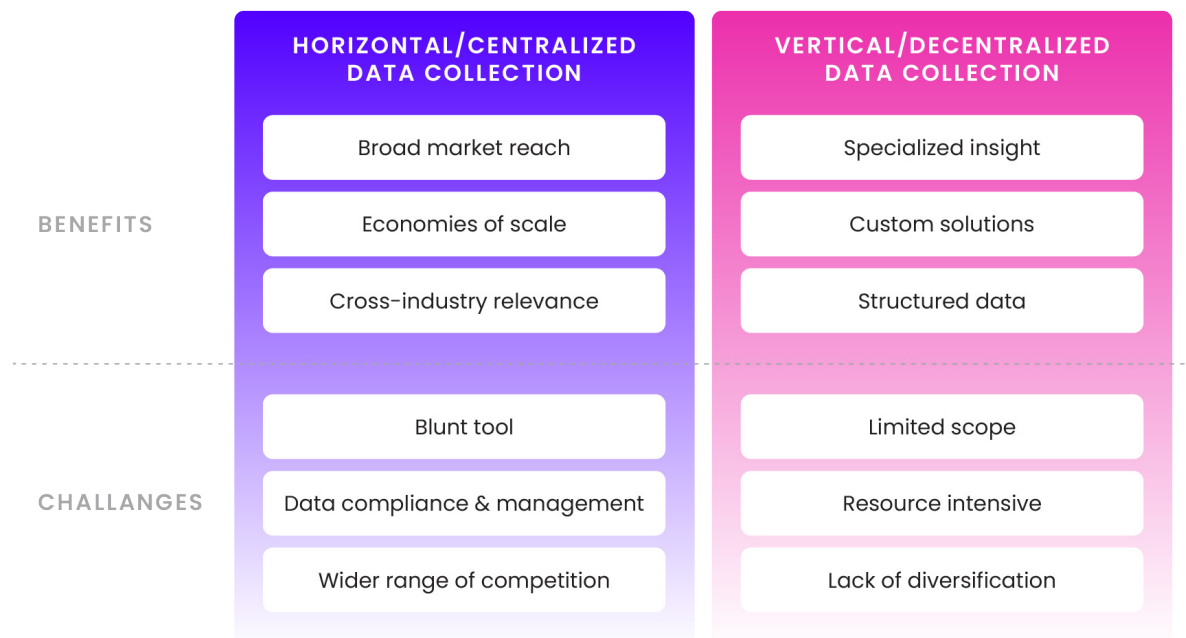 HORIZONTAL/CENTRALIZED
DATA COLLECTION
VERTICAL/DECENTRALIZED
DATA COLLECTION
BENEFITS
Broad market reach
Specialized insight
Economies of scale
Custom solutions
Cross-industry relevance
Structured data
CHALLANGES
Blunt tool
Limited scope
Data compliance & management
Resource intensive
Wider range of competition
Lack of diversification